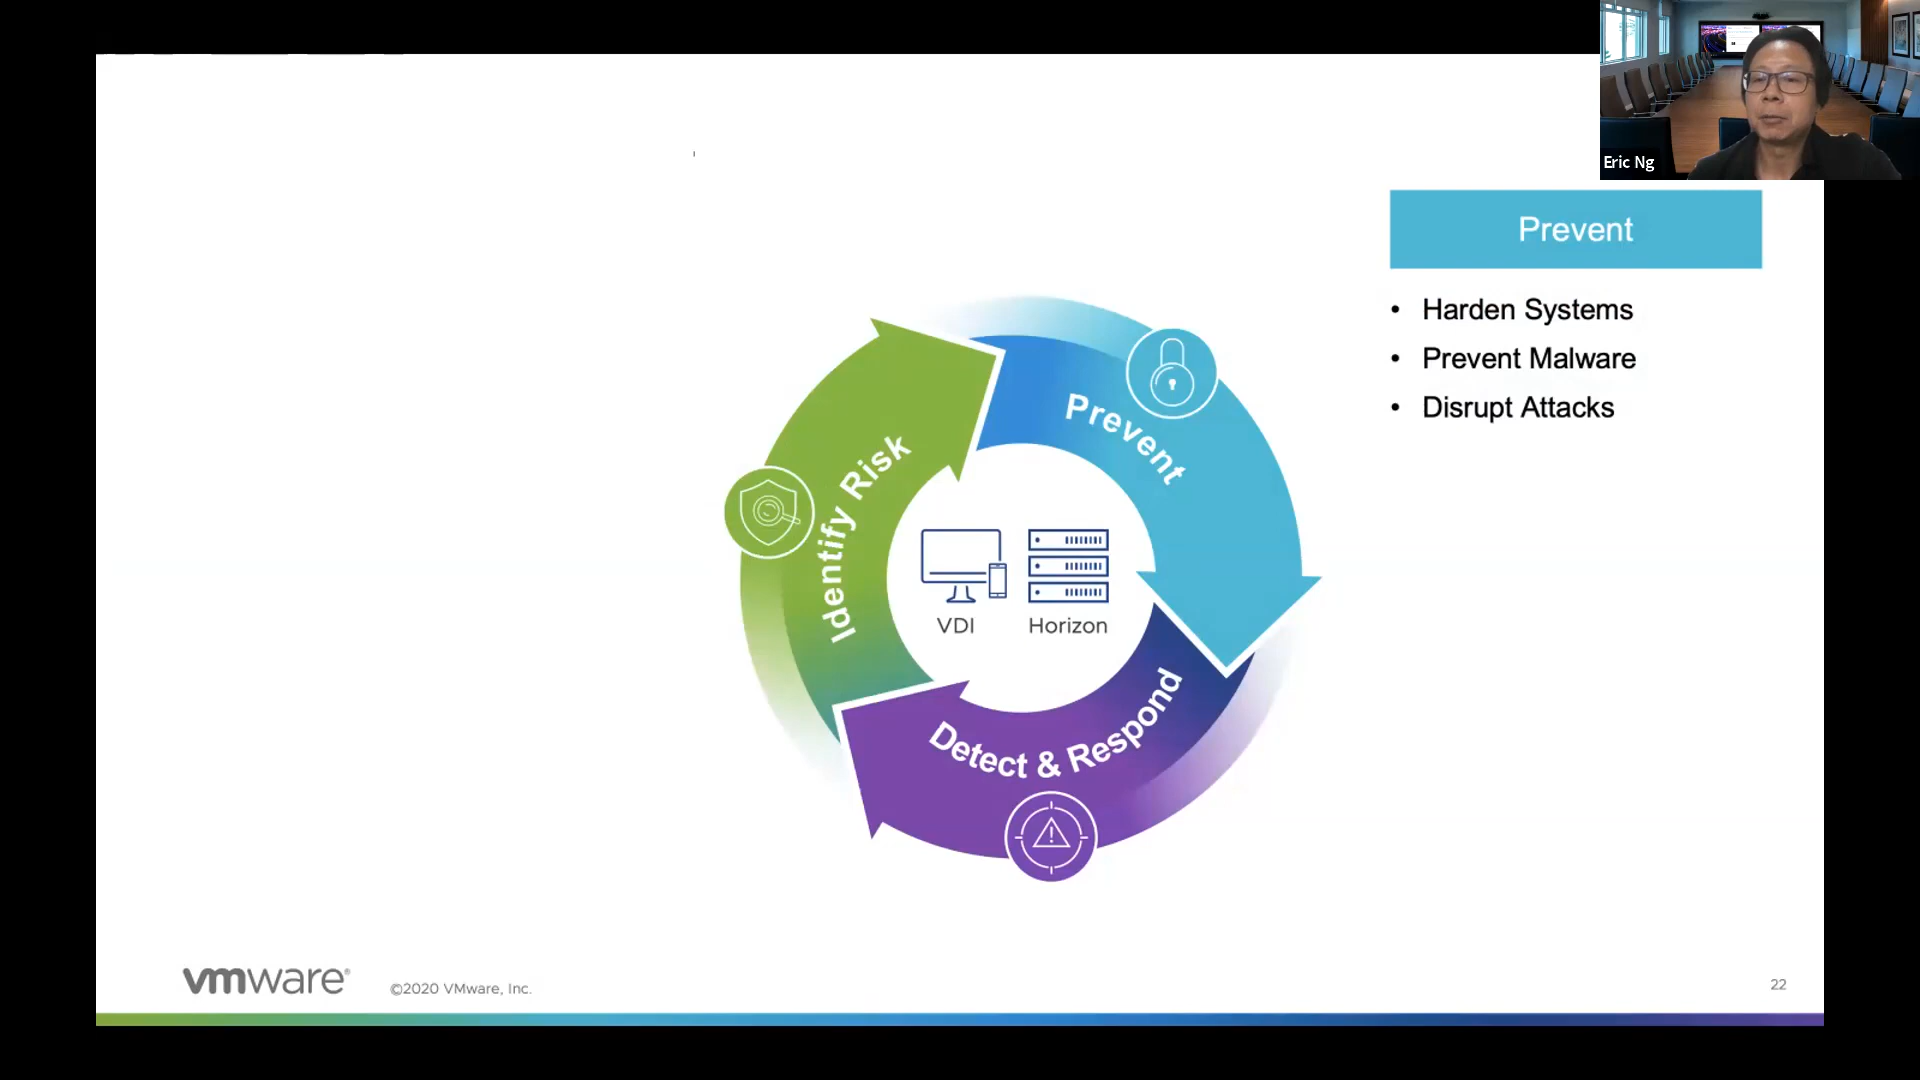 Eric Ng
Prevent
• Harden Systems
• Prevent Malware
• Disrupt Attacks
Prevent
Identify Risk
VDI
Horizon
Detect & Respond
vmware®
©2020 VMware, Inc.
22